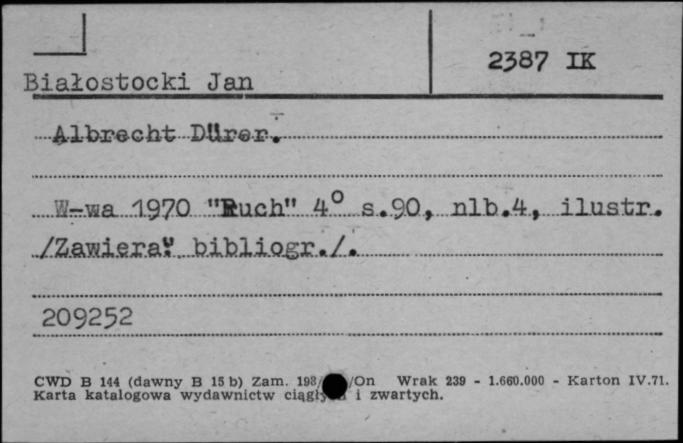 2387 IK
Białostocki Jan
Albrecht Dürer.
W-wa 1970 "Ruch" 4° s.90, nlb.4, ilustr.
/Zawiera: bibliogr./.
209252
CWD B 144 (dawny B 15 b) Zam. 198/ /On Wrak 239 - 1.660.000 - Karton IV.71.
Karta katalogowa wydawnictw i zwartych.